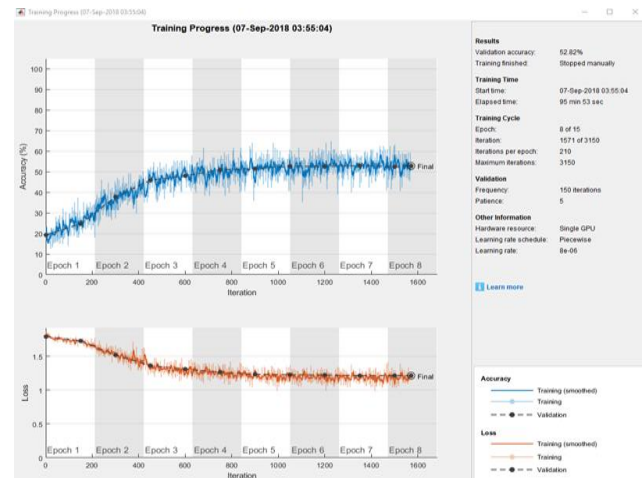 Training Progress (07-Sep-2018 03:55:04)
Training Progress (07-Sep-2018 03:55:04)
Accuracy (%)
100
90
80
70
60
50
40
30
20
10
0
Final
Epoch 1 Epoch 2 Epoch 3 Epoch 4 Epoch 5 Epoch 6 Epoch 7 Epoch 8
0 200 400 600 800 1000 1200 1400 1600
Iteration
Loss
1.5
1
0.5
0
Final
Epoch 1 Epoch 2 Epoch 3 Epoch 4 Epoch 5 Epoch 6 Epoch 7 Epoch 8
0 200 400 600 800 1000 1200 1400 1600
Iteration
Results
Validation accuracy: 52.82%
Training finished: Stopped manually
Training Time
Start time: 07-Sep-2018 03:55:04
Elapsed time: 95 min 53 sec
Training Cycle
Epoch: 8 of 15
Iteration: 1571 of 3150
Iterations per epoch: 210
Maximum iterations: 3150
Validation
Frequency: 150 iterations
Patience: 5
Other Information
Hardware resource: Single GPU
Learning rate schedule: Piecewise
Learning rate: 8e-06
Learn more
Accuracy
Training (smoothed)
Training
Validation
Loss
Training (smoothed)
Training
Validation